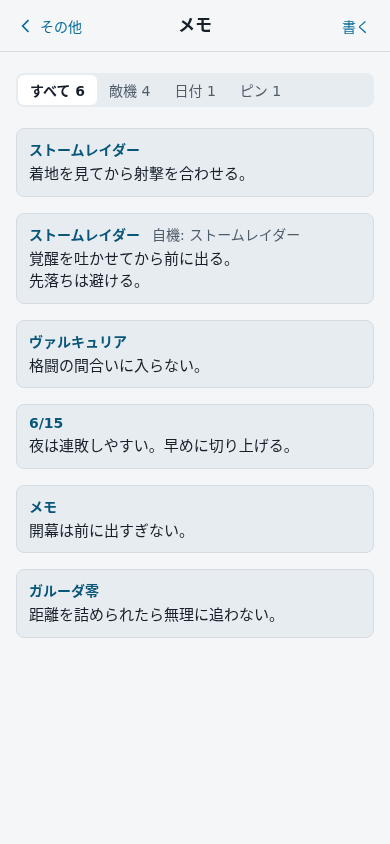 その他
メモ
書く
すべて 6 敵機 4 日付 1 ピン 1
ストームレイダー
着地を見てから射撃を合わせる。
ストームレイダー 自機: ストームレイダー
覚醒を吐かせてから前に出る。
先落ちは避ける。
ヴァルキュリア
格闘の間合いに入らない。
6/15
夜は連敗しやすい。早めに切り上げる。
メモ
開幕は前に出すぎない。
ガルーダ零
距離を詰められたら無理に追わない。